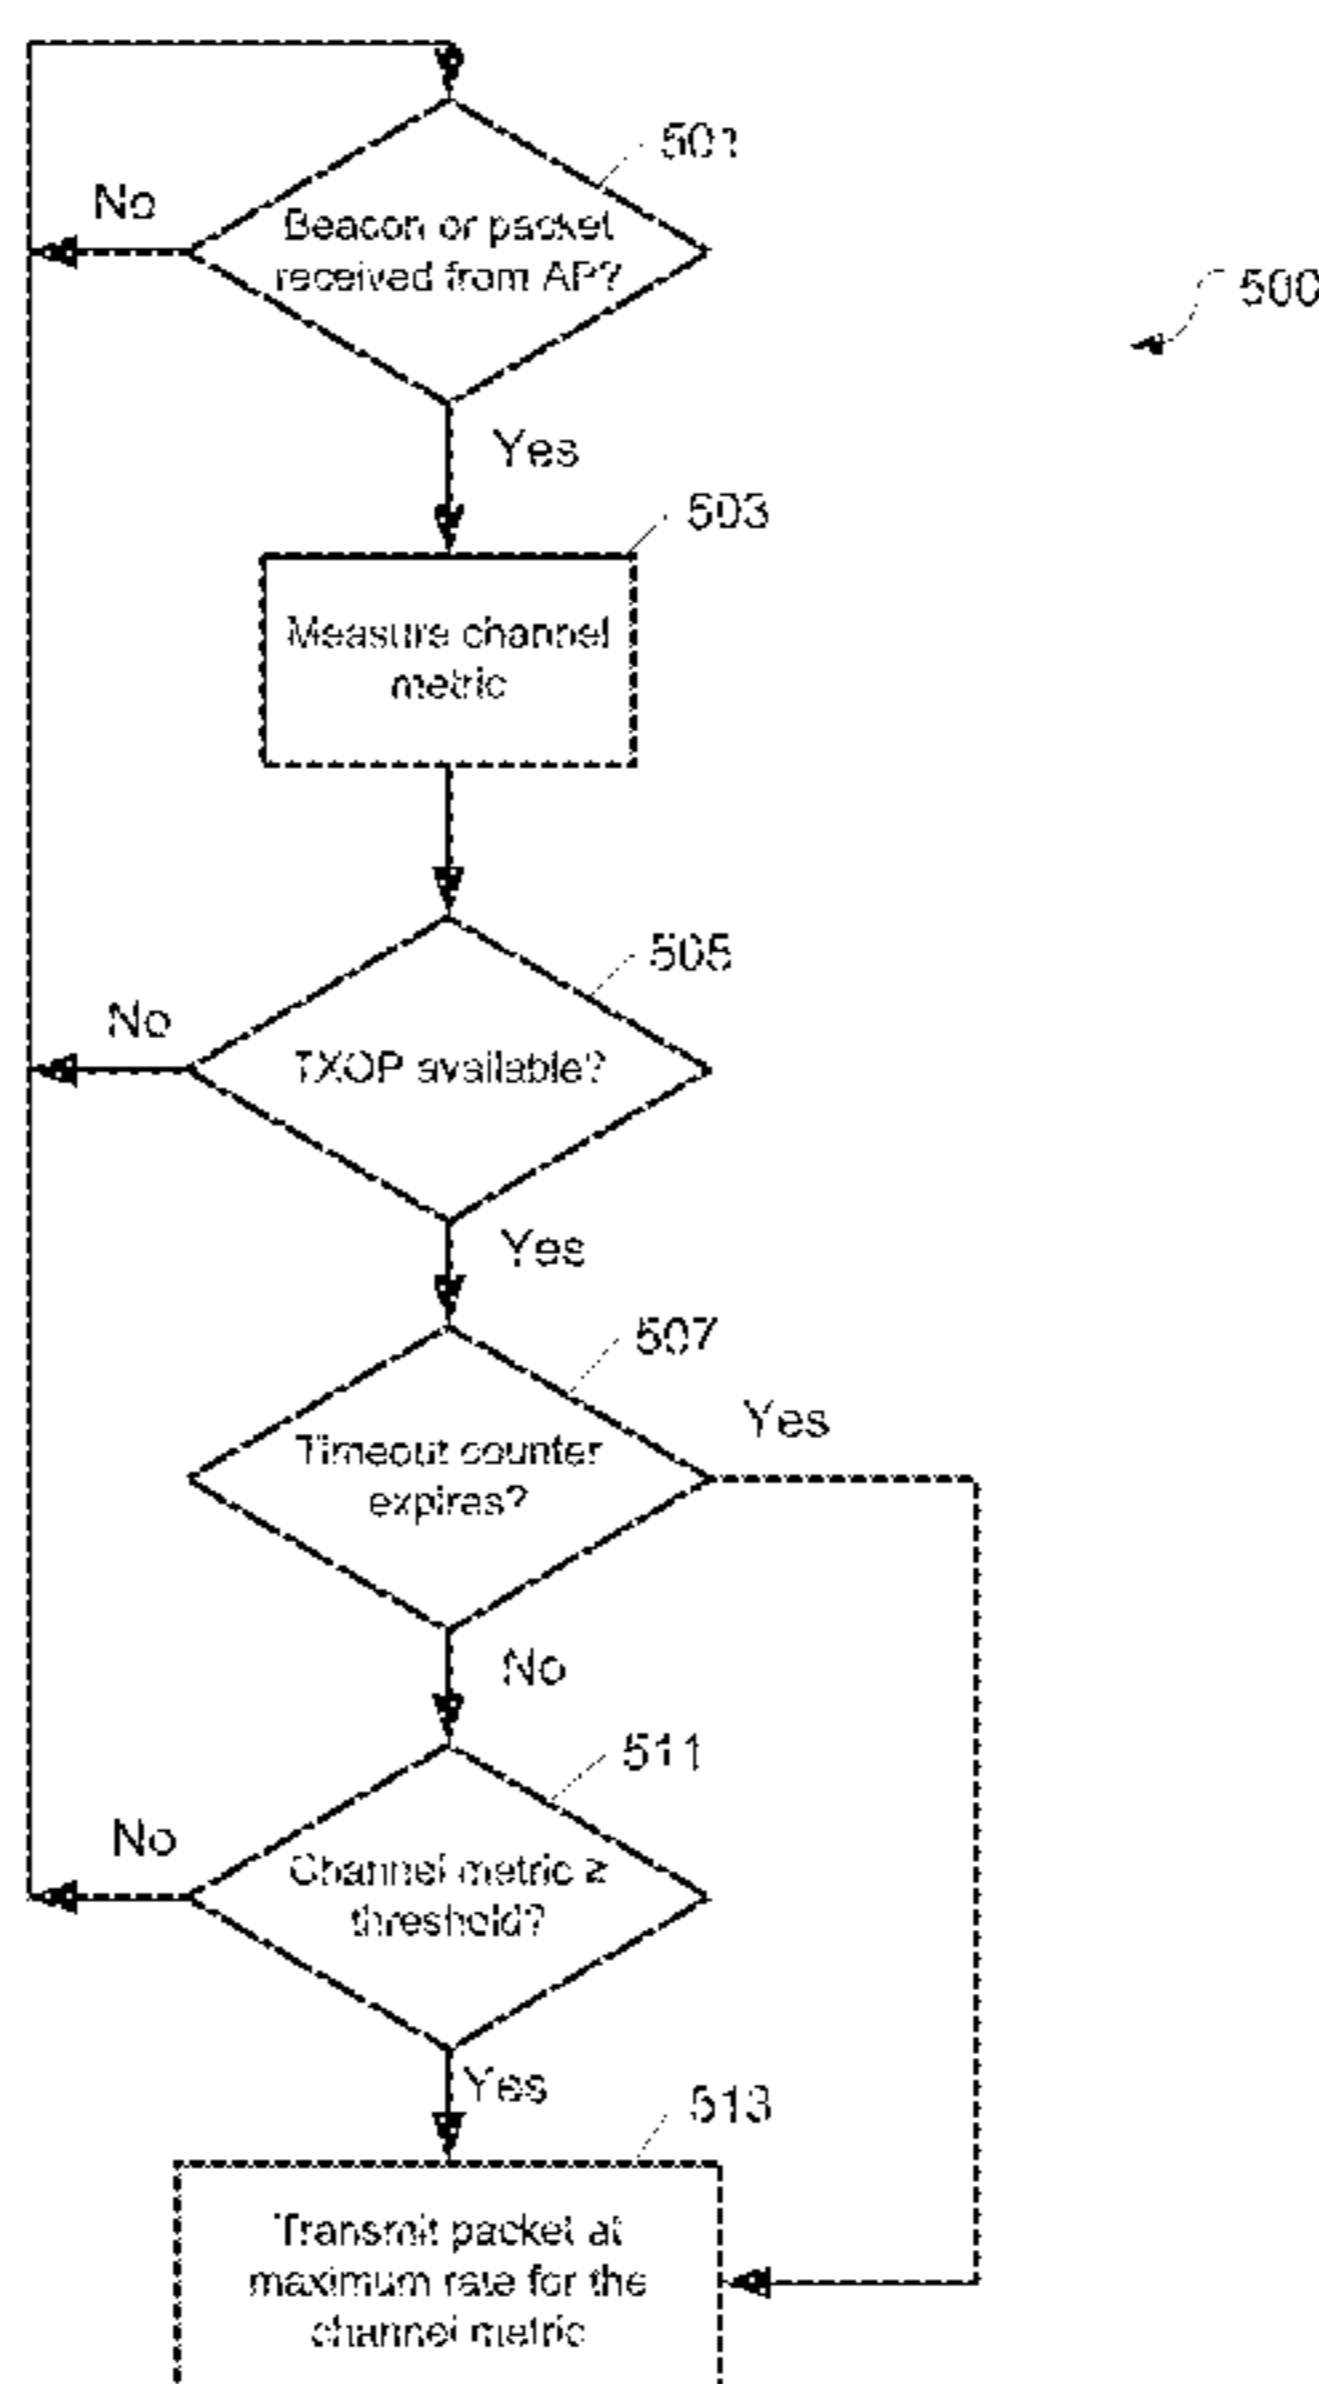 501
No
Beacon or packet
received from AP?
500
Yes
503
Measure channel
metric
505
No
TXOP available?
Yes
507
Yes
Timeout counter
expires?
No
511
No
Channel metric ≥
threshold?
Yes
513
Transmit packet at
maximum rate for the
channel metric